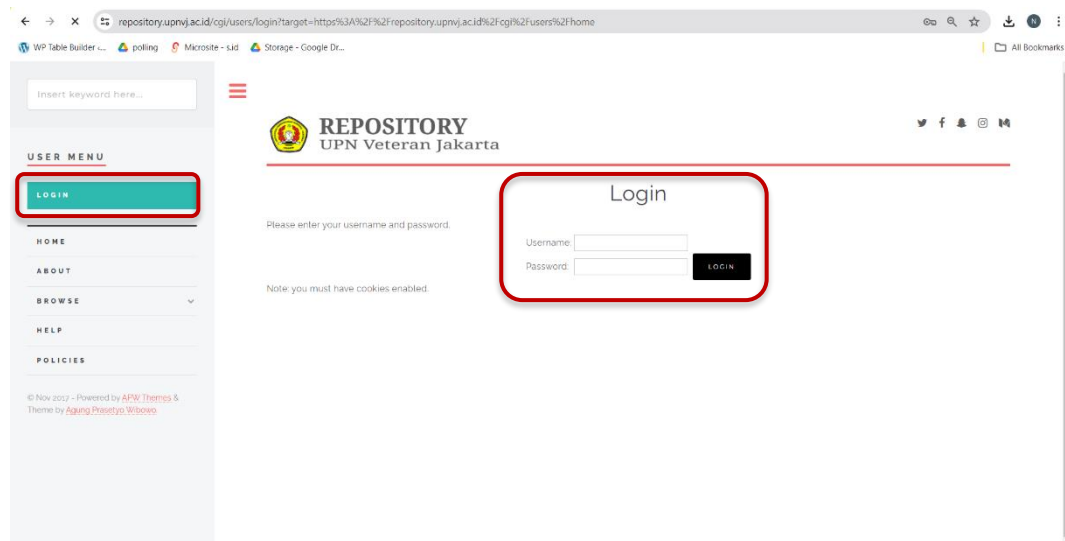 repository.upnvj.ac.id/cgi/users/login?target=https%3A%2F%2Frepository.upnvj.ac.id%2Fcgi%2Fusers%2Fhome
N
WP Table Builder ‹... polling Microsite - s.id Storage - Google Dr... All Bookmarks
Insert keyword here...
REPOSITORY
UPN Veteran Jakarta
USER MENU
LOGIN
HOME
ABOUT
BROWSE
HELP
POLICIES
© Nov 2017 - Powered by APW Themes &
Theme by Agung Prasetyo Wibowo.
Login
Please enter your username and password.
Username:
Password:
LOGIN
Note: you must have cookies enabled.